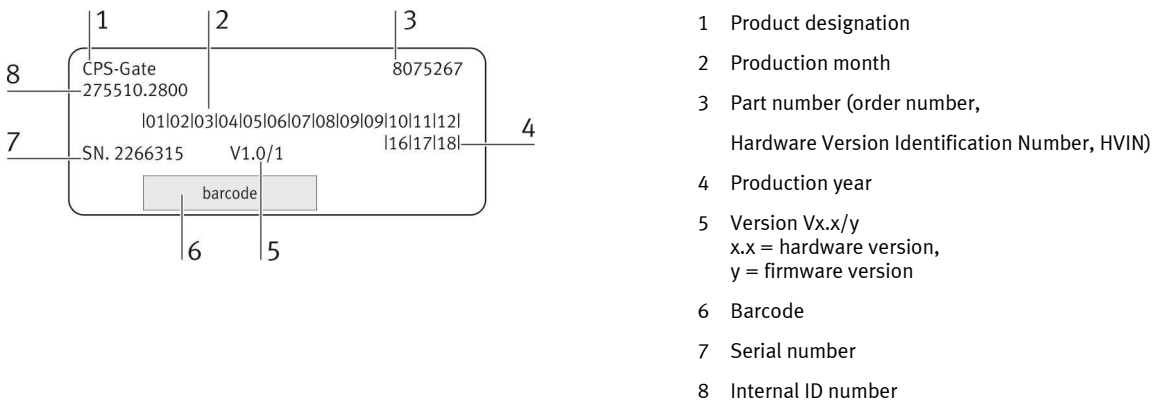 1 2 3
CPS-Gate 8075267
8 275510.2800
|01|02|03|04|05|06|07|08|09|09|10|11|12|
|16|17|18| 4
7 SN. 2266315 V1.0/1
barcode
6 5
1 Product designation
2 Production month
3 Part number (order number,
Hardware Version Identification Number, HVIN)
4 Production year
5 Version Vx.x/y
x.x = hardware version,
y = firmware version
6 Barcode
7 Serial number
8 Internal ID number